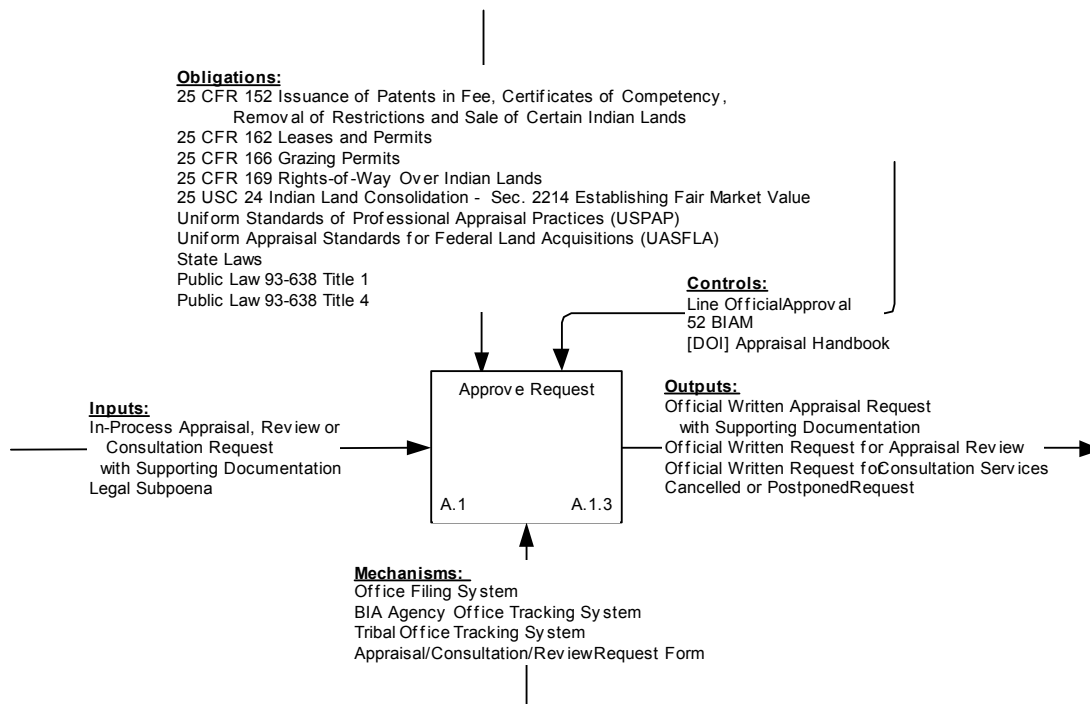 Obligations:
25 CFR 152 Issuance of Patents in Fee, Certificates of Competency,
Removal of Restrictions and Sale of Certain Indian Lands
25 CFR 162 Leases and Permits
25 CFR 166 Grazing Permits
25 CFR 169 Rights-of-Way Over Indian Lands
25 USC 24 Indian Land Consolidation - Sec. 2214 Establishing Fair Market Value
Uniform Standards of Professional Appraisal Practices (USPAP)
Uniform Appraisal Standards for Federal Land Acquisitions (UASFLA)
State Laws
Public Law 93-638 Title 1
Public Law 93-638 Title 4
Controls:
Line OfficialApproval
52 BIAM
[DOI] Appraisal Handbook
Inputs:
In-Process Appraisal, Review or
Consultation Request
with Supporting Documentation
Legal Subpoena
Approve Request
A.1 A.1.3
Outputs:
Official Written Appraisal Request
with Supporting Documentation
Official Written Request for Appraisal Review
Official Written Request forConsultation Services
Cancelled or PostponedRequest
Mechanisms:
Office Filing System
BIA Agency Office Tracking System
Tribal Office Tracking System
Appraisal/Consultation/ReviewRequest Form